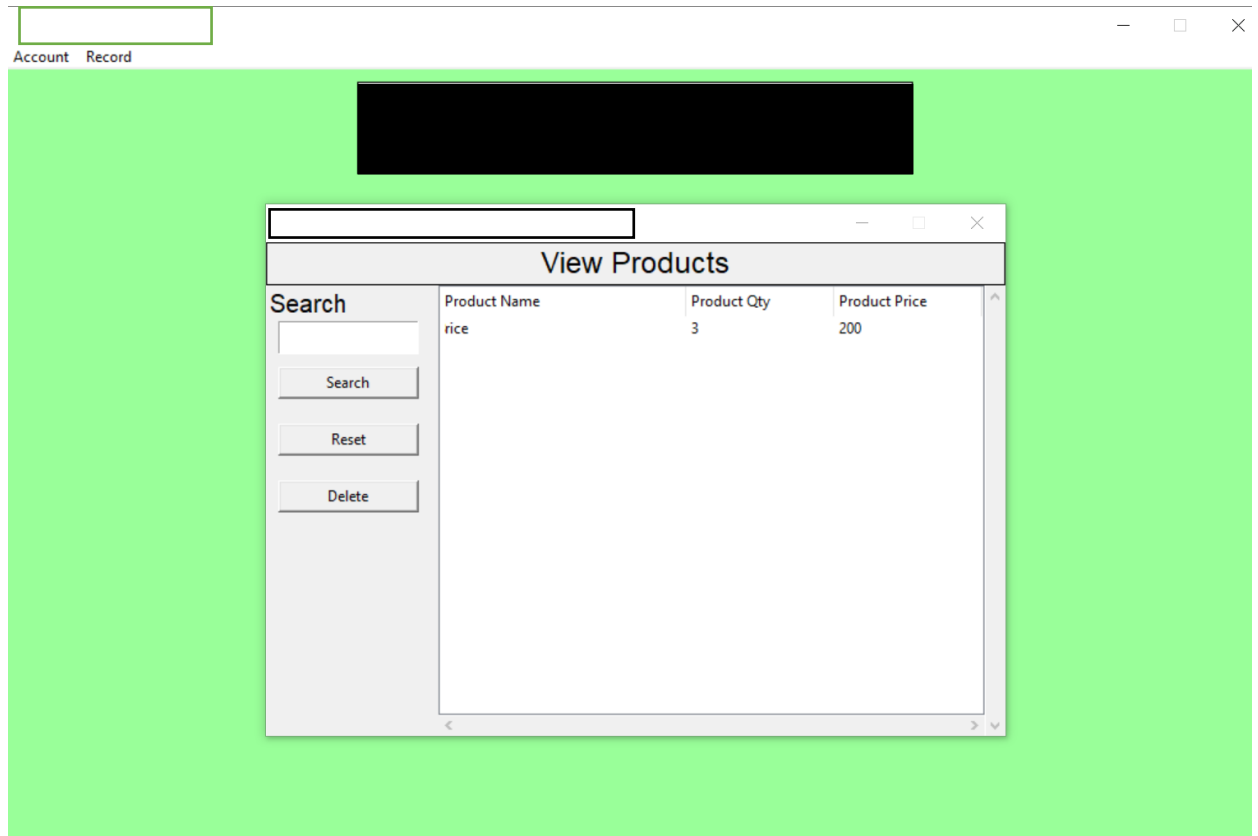 Account Record
View Products
Search
Product Name Product Qty Product Price
rice 3 200
Search
Reset
Delete